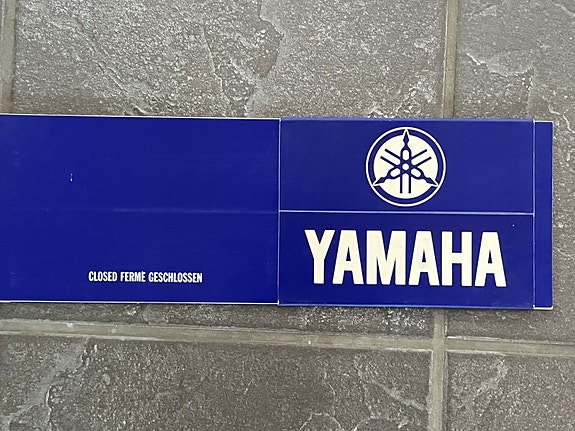 YAMAHA
CLOSED FERMÉ GESCHLOSSEN